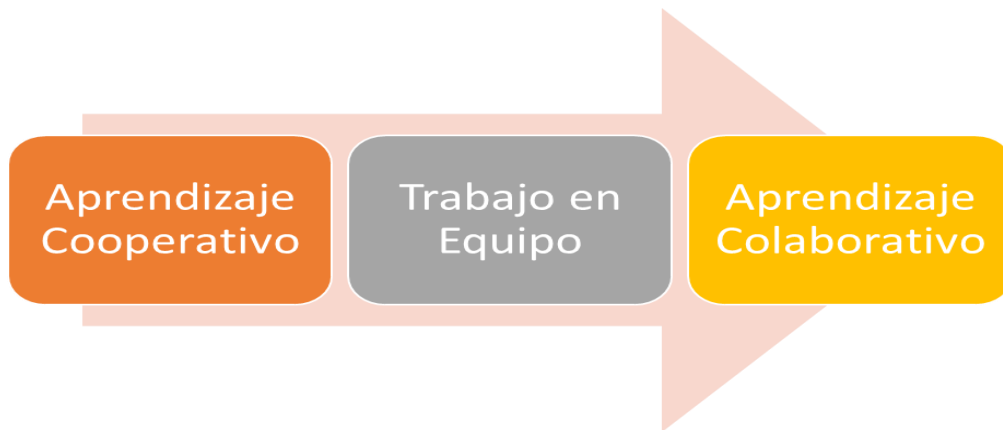 Aprendizaje
Cooperativo
Trabajo en
Equipo
Aprendizaje
Colaborativo